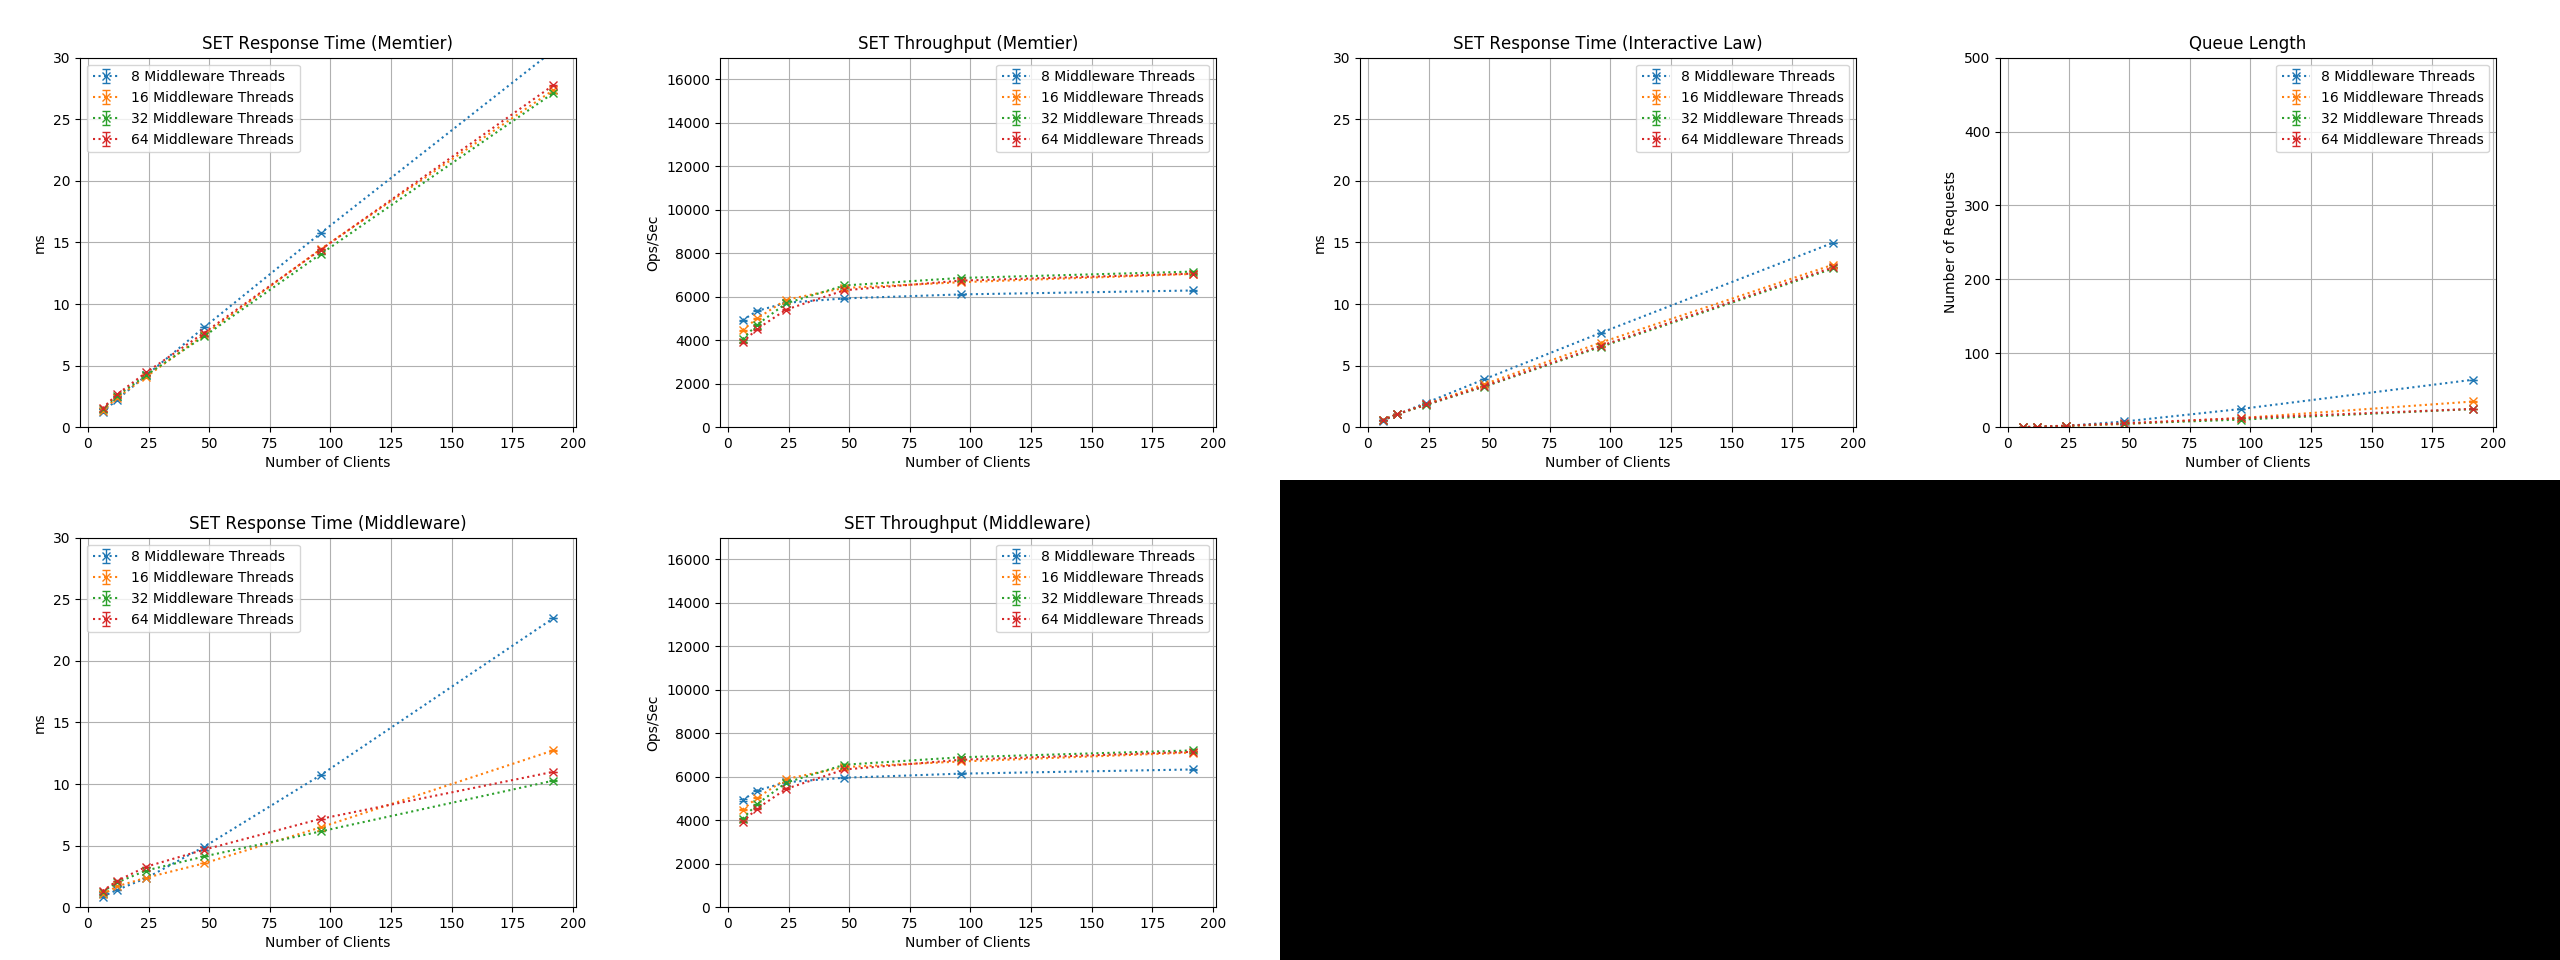 SET Response Time (Memtier)
30
25
20
15
10
5
0
ms
8 Middleware Threads
16 Middleware Threads
32 Middleware Threads
64 Middleware Threads
0 25 50 75 100 125 150 175 200
Number of Clients
SET Throughput (Memtier)
16000
14000
12000
10000
8000
6000
4000
2000
0
Ops/Sec
8 Middleware Threads
16 Middleware Threads
32 Middleware Threads
64 Middleware Threads
0 25 50 75 100 125 150 175 200
Number of Clients
SET Response Time (Interactive Law)
30
25
20
15
10
5
0
ms
8 Middleware Threads
16 Middleware Threads
32 Middleware Threads
64 Middleware Threads
0 25 50 75 100 125 150 175 200
Number of Clients
Queue Length
500
400
300
200
100
0
Number of Requests
8 Middleware Threads
16 Middleware Threads
32 Middleware Threads
64 Middleware Threads
0 25 50 75 100 125 150 175 200
Number of Clients
SET Response Time (Middleware)
30
25
20
15
10
5
0
ms
8 Middleware Threads
16 Middleware Threads
32 Middleware Threads
64 Middleware Threads
0 25 50 75 100 125 150 175 200
Number of Clients
SET Throughput (Middleware)
16000
14000
12000
10000
8000
6000
4000
2000
0
Ops/Sec
8 Middleware Threads
16 Middleware Threads
32 Middleware Threads
64 Middleware Threads
0 25 50 75 100 125 150 175 200
Number of Clients